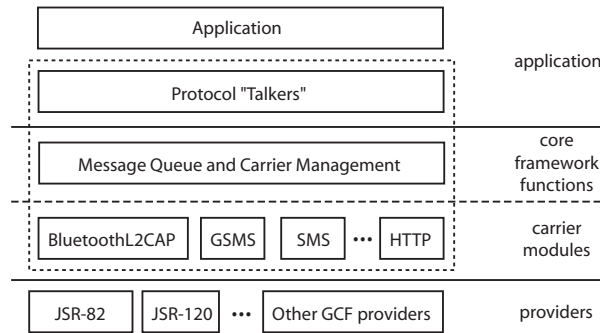 Application
application
Protocol "Talkers"
core
framework
functions
Message Queue and Carrier Management
BluetoothL2CAP GSMS SMS ••• HTTP
carrier
modules
JSR-82 JSR-120 ••• Other GCF providers
providers